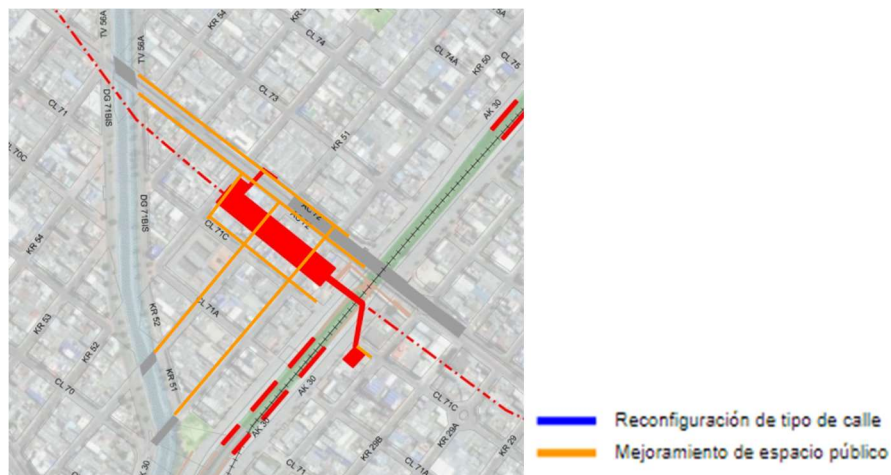 TV 56A
TV 56A
KR 54
CL 74
CL 74A
KR 50
CL 75
CL 73
AK 30
CL 71
DG 71BIS
KR 51
CL 70C
DG 71BIS
CL 71C
KR 54
KR 53
KR 52
KR 52
CL 71A
CL 70
KR 51
AK 30
AK 30
CL 71C
KR 29B
KR 29A
KR 29
CL 71
CL 71A
Reconfiguración de tipo de calle
Mejoramiento de espacio público